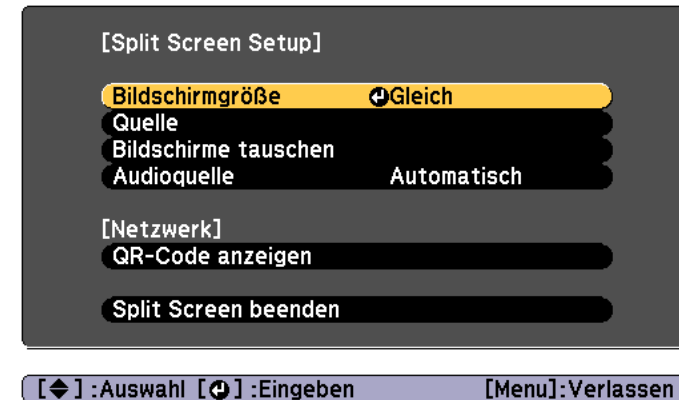 [Split Screen Setup]
Bildschirmgröße Gleich
Quelle
Bildschirme tauschen
Audioquelle Automatisch
[Netzwerk]
QR-Code anzeigen
Split Screen beenden
[◆] :Auswahl [⏎] :Eingeben [Menu]:Verlassen